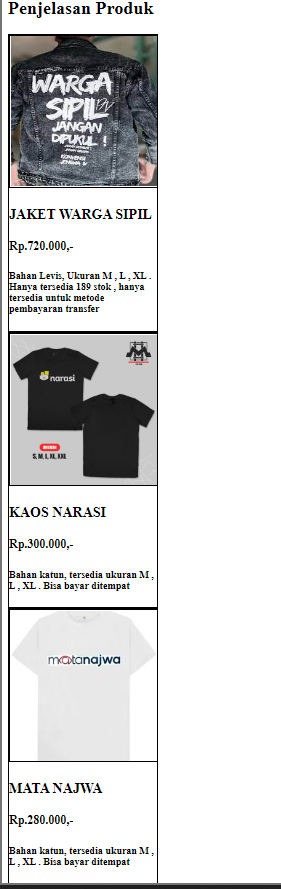 Penjelasan Produk
WARGA
SIPIL
JANGAN
DIPUKUL !
JAKET WARGA SIPIL
Rp.720.000,-
Bahan Levis, Ukuran M , L , XL .
Hanya tersedia 189 stok , hanya
tersedia untuk metode
pembayaran transfer
narasi
S, M, L, XL, XXL
KAOS NARASI
Rp.300.000,-
Bahan katun, tersedia ukuran M ,
L , XL . Bisa bayar ditempat
matanajwa
MATA NAJWA
Rp.280.000,-
Bahan katun, tersedia ukuran M ,
L , XL . Bisa bayar ditempat